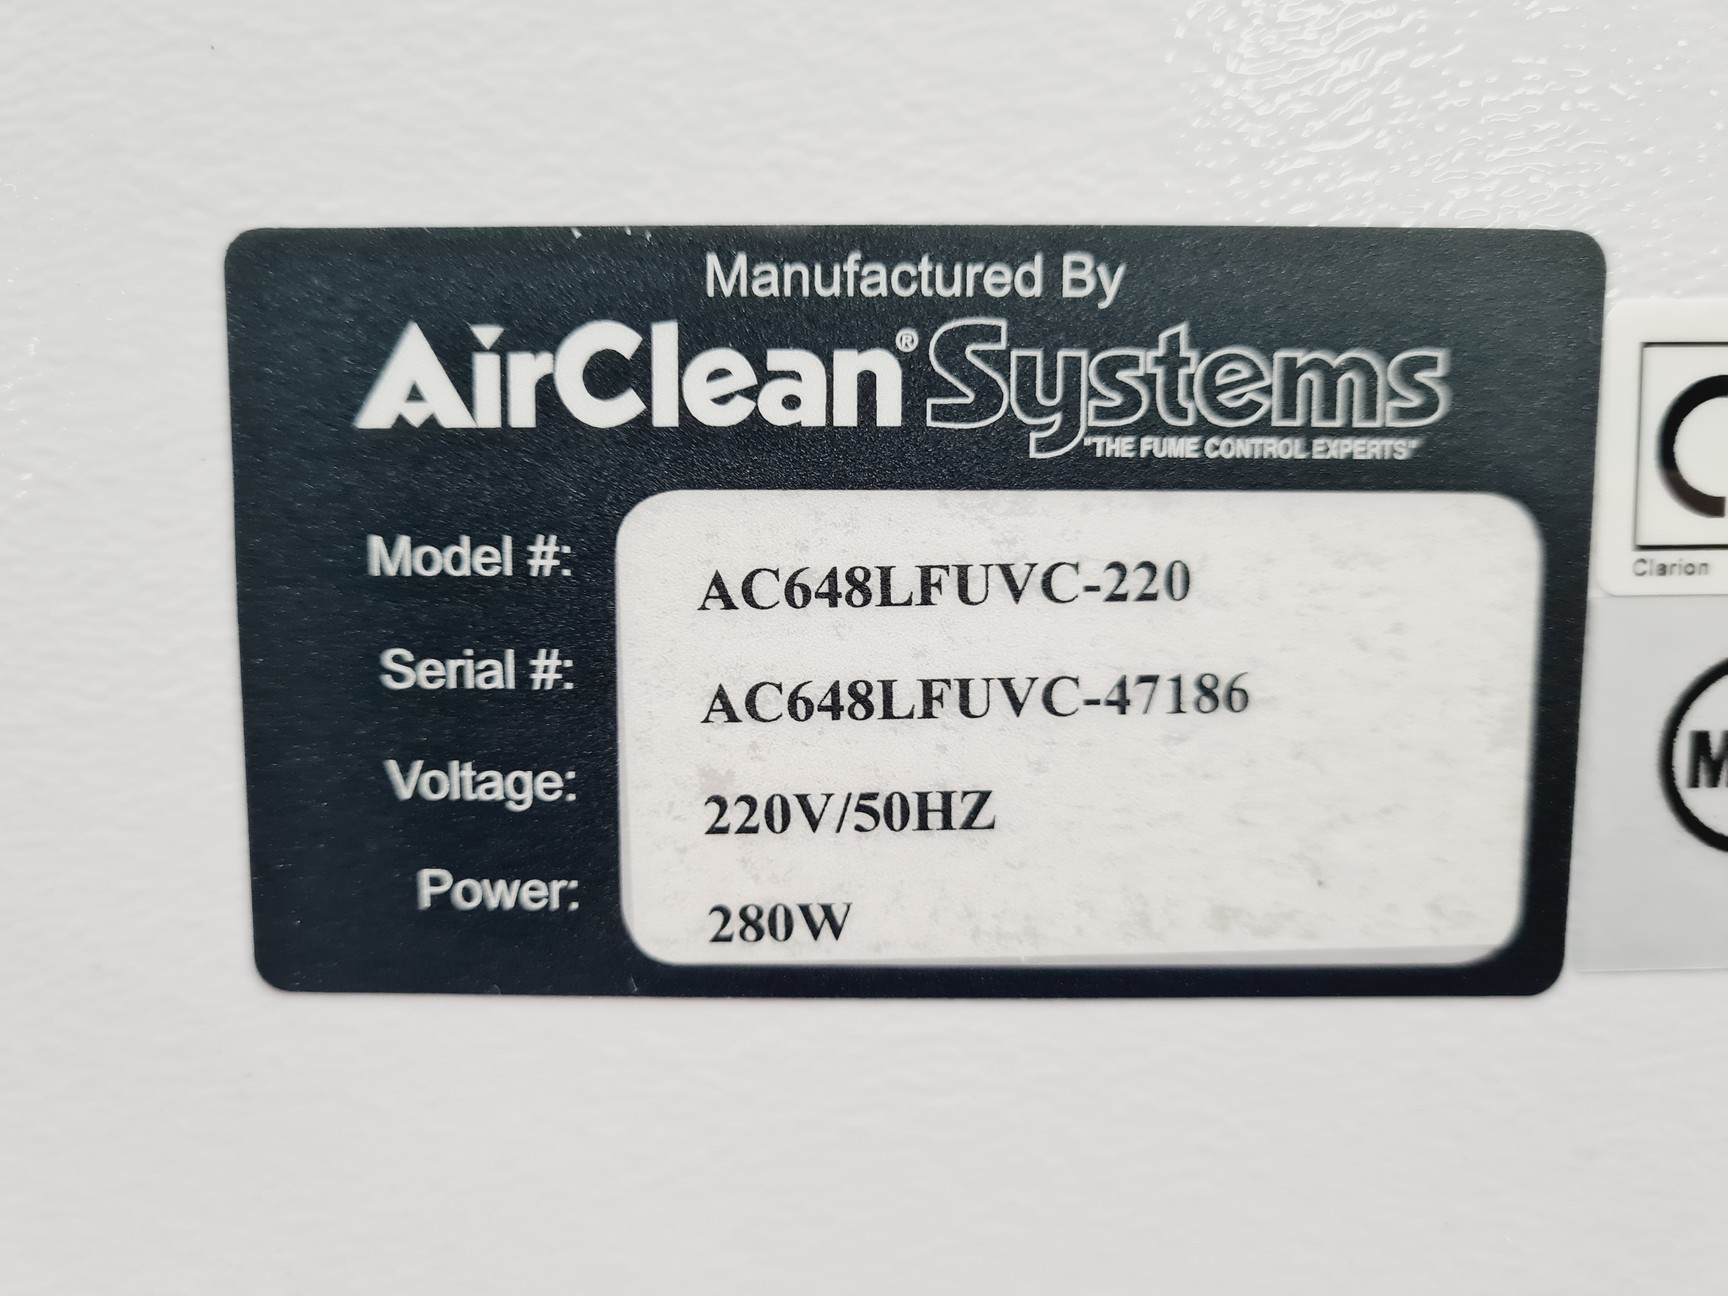 Manufactured By
AirClean® Systems
"THE FUME CONTROL EXPERTS"
Model #: AC648LFUVC-220
Serial #: AC648LFUVC-47186
Voltage: 220V/50HZ
Power: 280W
Clarion